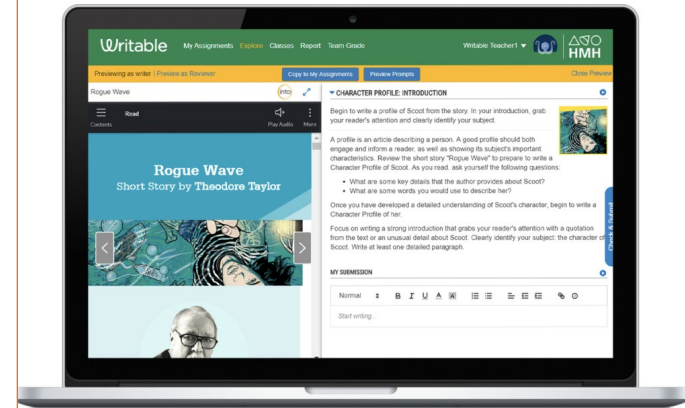 Writable My Assignments Explore Classes Report Team Grade Writable Teacher1 HMH
Previewing as writer | Preview as Reviewer Copy to My Assignments Preview Prompts Close Preview
Rogue Wave into
Contents Read Play Audio More
Rogue Wave
Short Story by Theodore Taylor
CHARACTER PROFILE: INTRODUCTION
Begin to write a profile of Scoot from the story. In your introduction, grab
your reader's attention and clearly identify your subject.
A profile is an article describing a person. A good profile should both
engage and inform a reader, as well as showing its subject's important
characteristics. Review the short story "Rogue Wave" to prepare to write a
Character Profile of Scoot. As you read, ask yourself the following questions:
• What are some key details that the author provides about Scoot?
• What are some words you would use to describe her?
Once you have developed a detailed understanding of Scoot's character, begin to write a
Character Profile of her.
Focus on writing a strong introduction that grabs your reader's attention with a quotation
from the text or an unusual detail about Scoot. Clearly identify your subject: the character of
Scoot. Write at least one detailed paragraph.
Check & Submit
MY SUBMISSION
Normal B I U A A
Start writing...